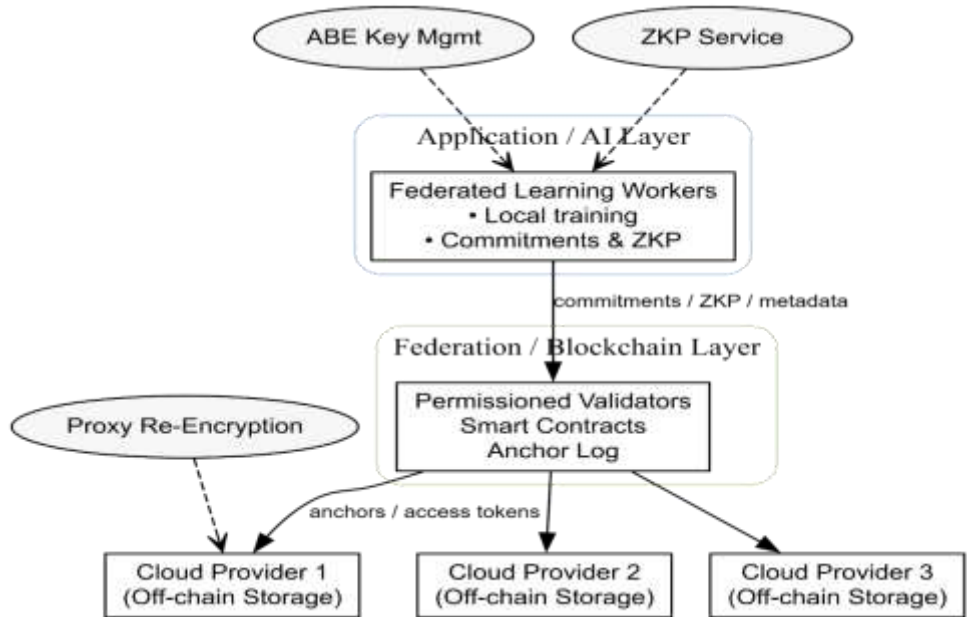 ABE Key Mgmt
ZKP Service
Application / AI Layer
Federated Learning Workers
• Local training
• Commitments & ZKP
commitments / ZKP / metadata
Federation / Blockchain Layer
Permissioned Validators
Smart Contracts
Anchor Log
Proxy Re-Encryption
anchors / access tokens
Cloud Provider 1
(Off-chain Storage)
Cloud Provider 2
(Off-chain Storage)
Cloud Provider 3
(Off-chain Storage)